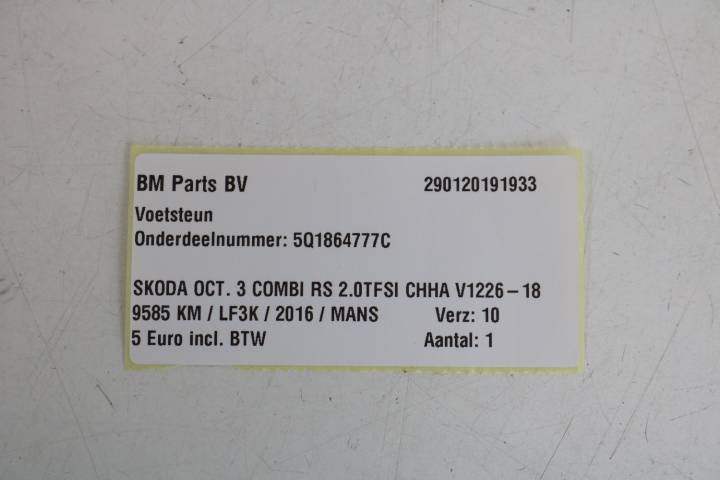 BM Parts BV 290120191933
Voetsteun
Onderdeelnummer: 5Q1864777C
SKODA OCT. 3 COMBI RS 2.0TFSI CHHA V1226-18
9585 KM / LF3K / 2016 / MANS Verz: 10
5 Euro incl. BTW Aantal: 1